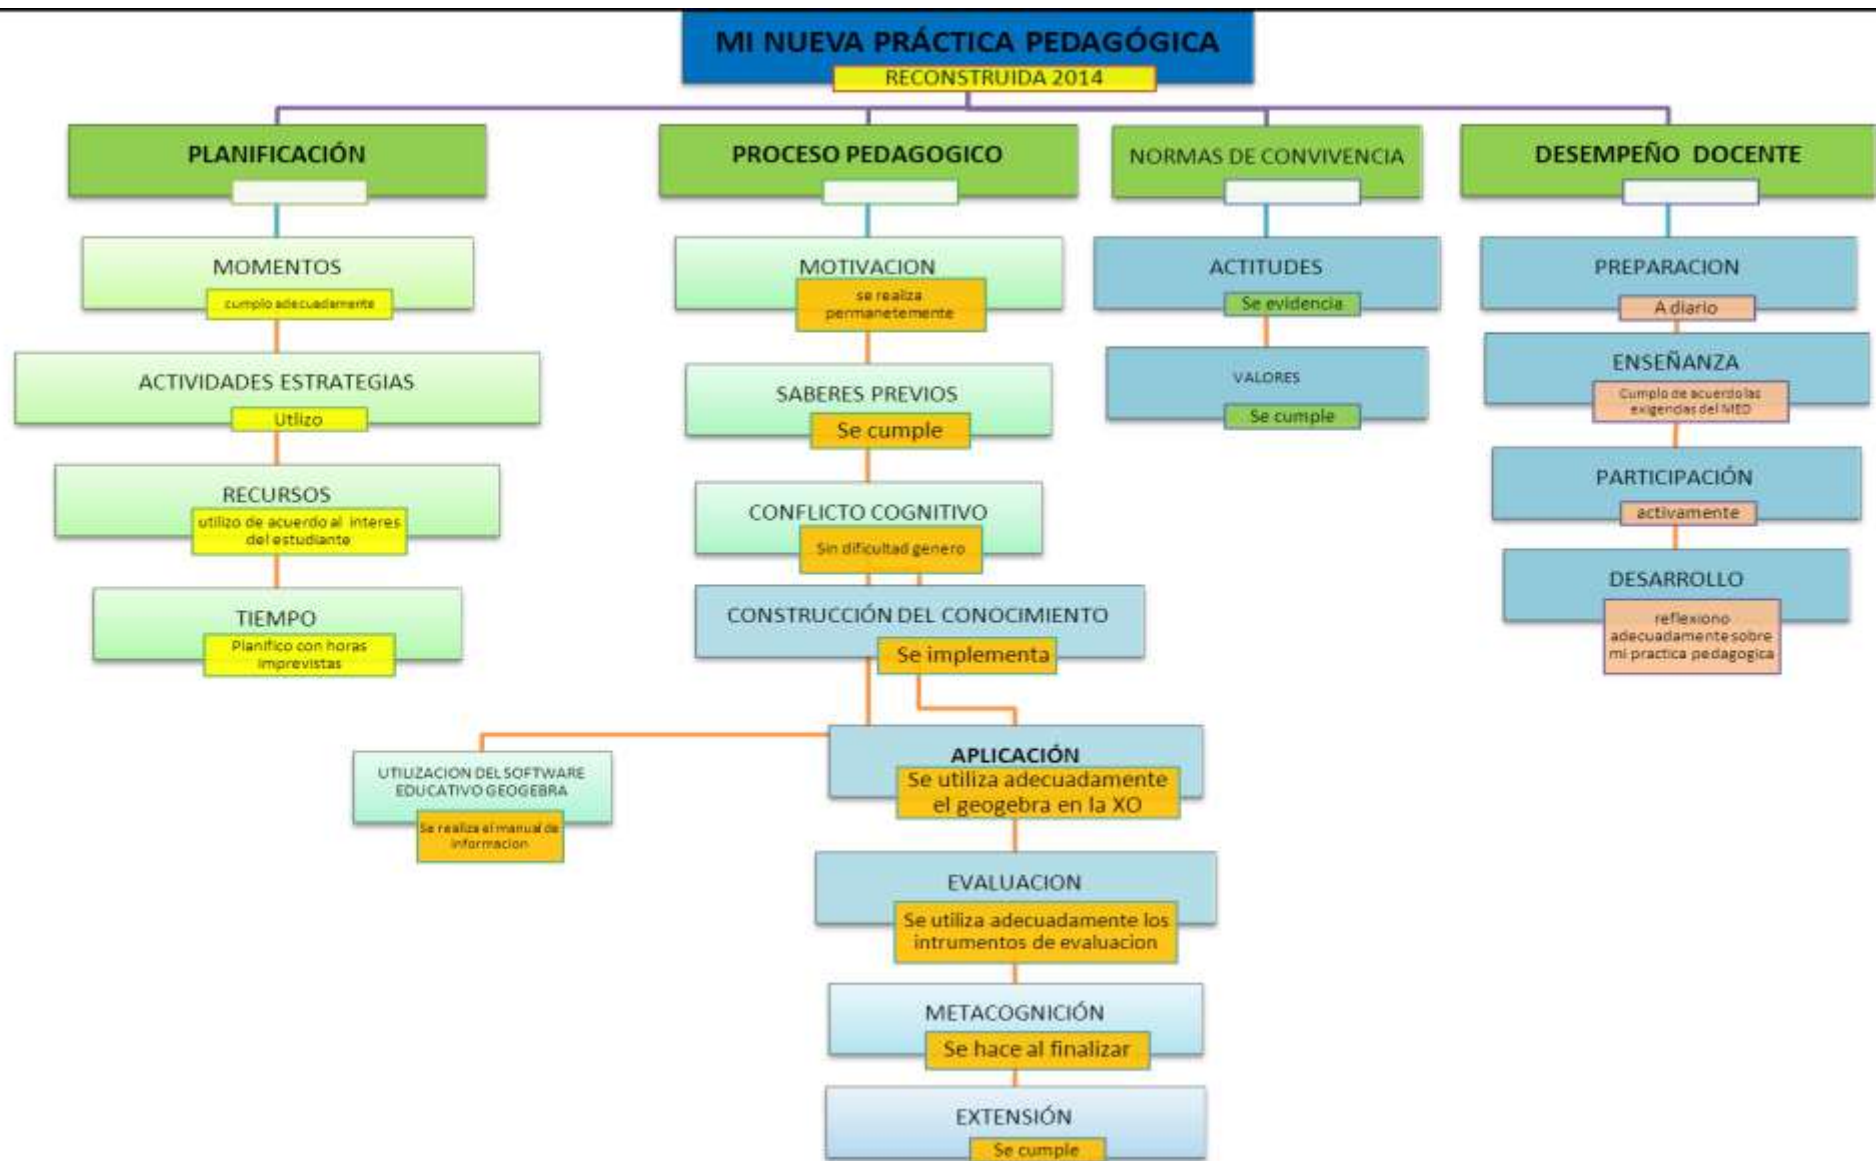 MI NUEVA PRÁCTICA PEDAGÓGICA
RECONSTRUIDA 2014
PLANIFICACIÓN
MOMENTOS
cumplo adecuadamente
ACTIVIDADES ESTRATEGIAS
Utlizo
RECURSOS
utilizo de acuerdo al interes
del estudiante
TIEMPO
Planifico con horas
imprevistas
PROCESO PEDAGOGICO
MOTIVACION
se realiza
permanetemente
SABERES PREVIOS
Se cumple
CONFLICTO COGNITIVO
Sin dificultad genero
CONSTRUCCIÓN DEL CONOCIMIENTO
Se implementa
UTILIZACION DEL SOFTWARE
EDUCATIVO GEOGEBRA
Se realiza el manual de
informacion
APLICACIÓN
Se utiliza adecuadamente
el geogebra en la XO
EVALUACION
Se utiliza adecuadamente los
intrumentos de evaluacion
METACOGNICIÓN
Se hace al finalizar
EXTENSIÓN
Se cumple
NORMAS DE CONVIVENCIA
ACTITUDES
Se evidencia
VALORES
Se cumple
DESEMPEÑO DOCENTE
PREPARACION
A diario
ENSEÑANZA
Cumplo de acuerdo las
exigencias del MED
PARTICIPACIÓN
activamente
DESARROLLO
reflexiono
adecuadamente sobre
mi practica pedagogica